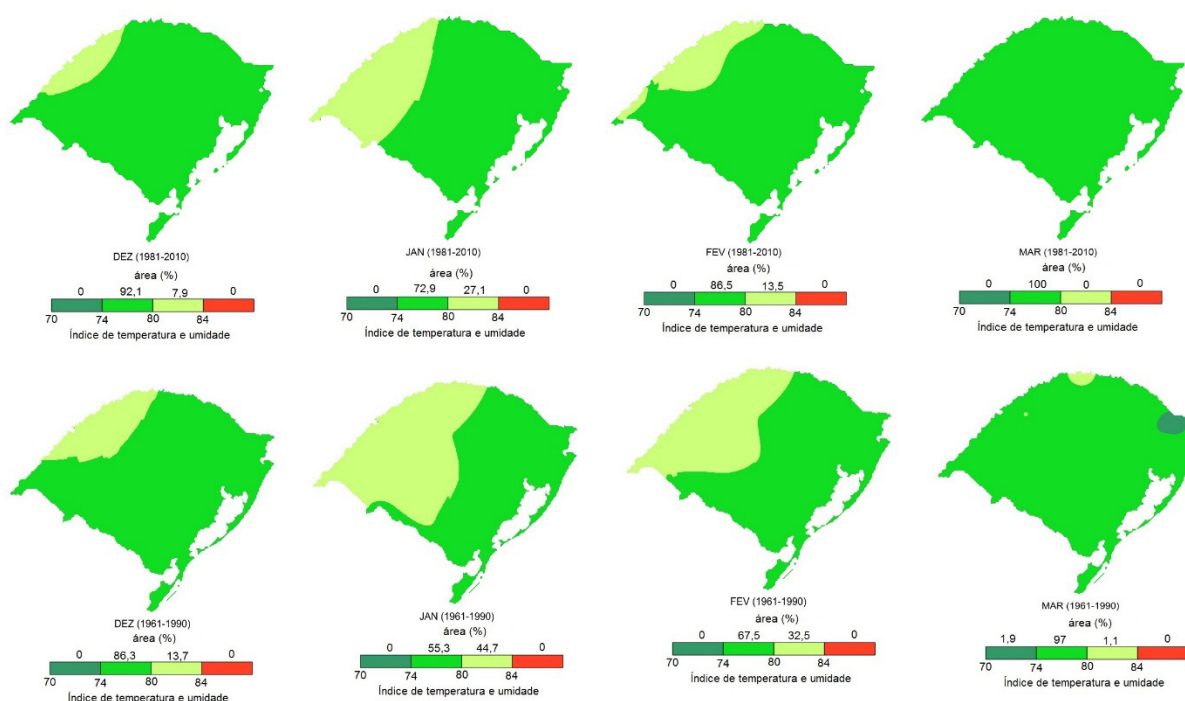 DEZ (1981-2010)
área (%)
0 92,1 7,9 0
70 74 80 84
Índice de temperatura e umidade
JAN (1981-2010)
área (%)
0 72,9 27,1 0
70 74 80 84
Índice de temperatura e umidade
FEV (1981-2010)
área (%)
0 86,5 13,5 0
70 74 80 84
Índice de temperatura e umidade
MAR (1981-2010)
área (%)
0 100 0 0
70 74 80 84
Índice de temperatura e umidade
DEZ (1961-1990)
área (%)
0 86,3 13,7 0
70 74 80 84
Índice de temperatura e umidade
JAN (1961-1990)
área (%)
0 55,3 44,7 0
70 74 80 84
Índice de temperatura e umidade
FEV (1961-1990)
área (%)
0 67,5 32,5 0
70 74 80 84
Índice de temperatura e umidade
MAR (1961-1990)
área (%)
1,9 97 1,1 0
70 74 80 84
Índice de temperatura e umidade